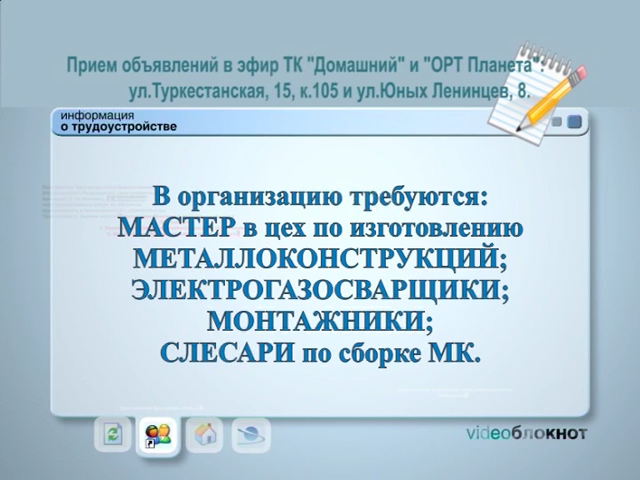 Прием объявлений в эфир ТК "Домашний" и "ОРТ Планета":
ул.Туркестанская, 15, к.105 и ул.Юных Ленинцев, 8.
информация
о трудоустройстве
В организацию требуются:
МАСТЕР в цех по изготовлению
МЕТАЛЛОКОНСТРУКЦИЙ;
ЭЛЕКТРОГАЗОСВАРЩИКИ;
МОНТАЖНИКИ;
СЛЕСАРИ по сборке МК.
videoблокнот